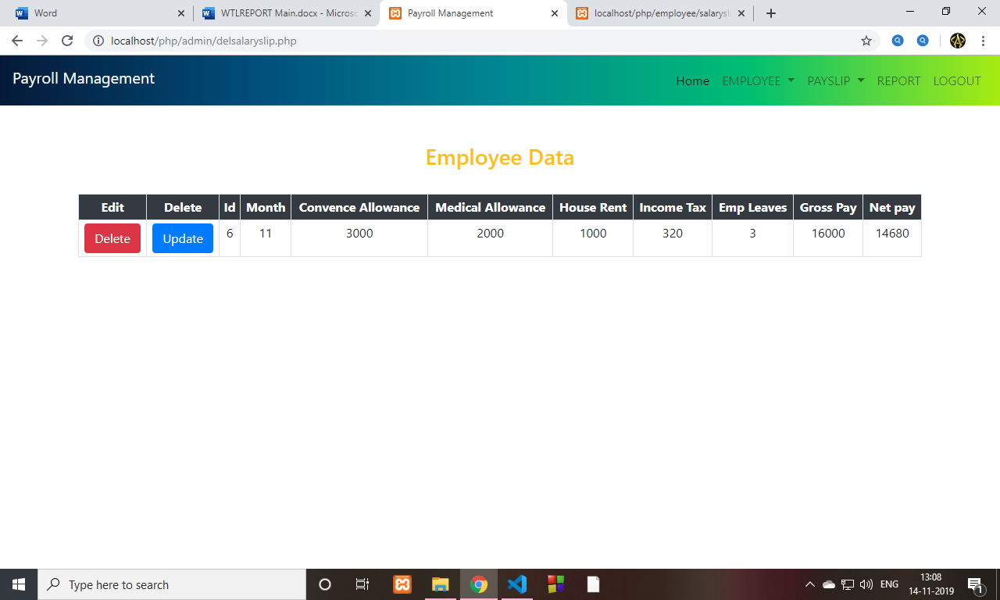 Word
WTLREPORT Main.docx - Microso
Payroll Management
localhost/php/employee/salarysl
localhost/php/admin/delsalaryslip.php
Payroll Management
Home EMPLOYEE PAYSLIP REPORT LOGOUT
Employee Data
Edit Delete Id Month Convence Allowance Medical Allowance House Rent Income Tax Emp Leaves Gross Pay Net pay
Delete Update 6 11 3000 2000 1000 320 3 16000 14680
Type here to search
ENG
13:08
14-11-2019
1